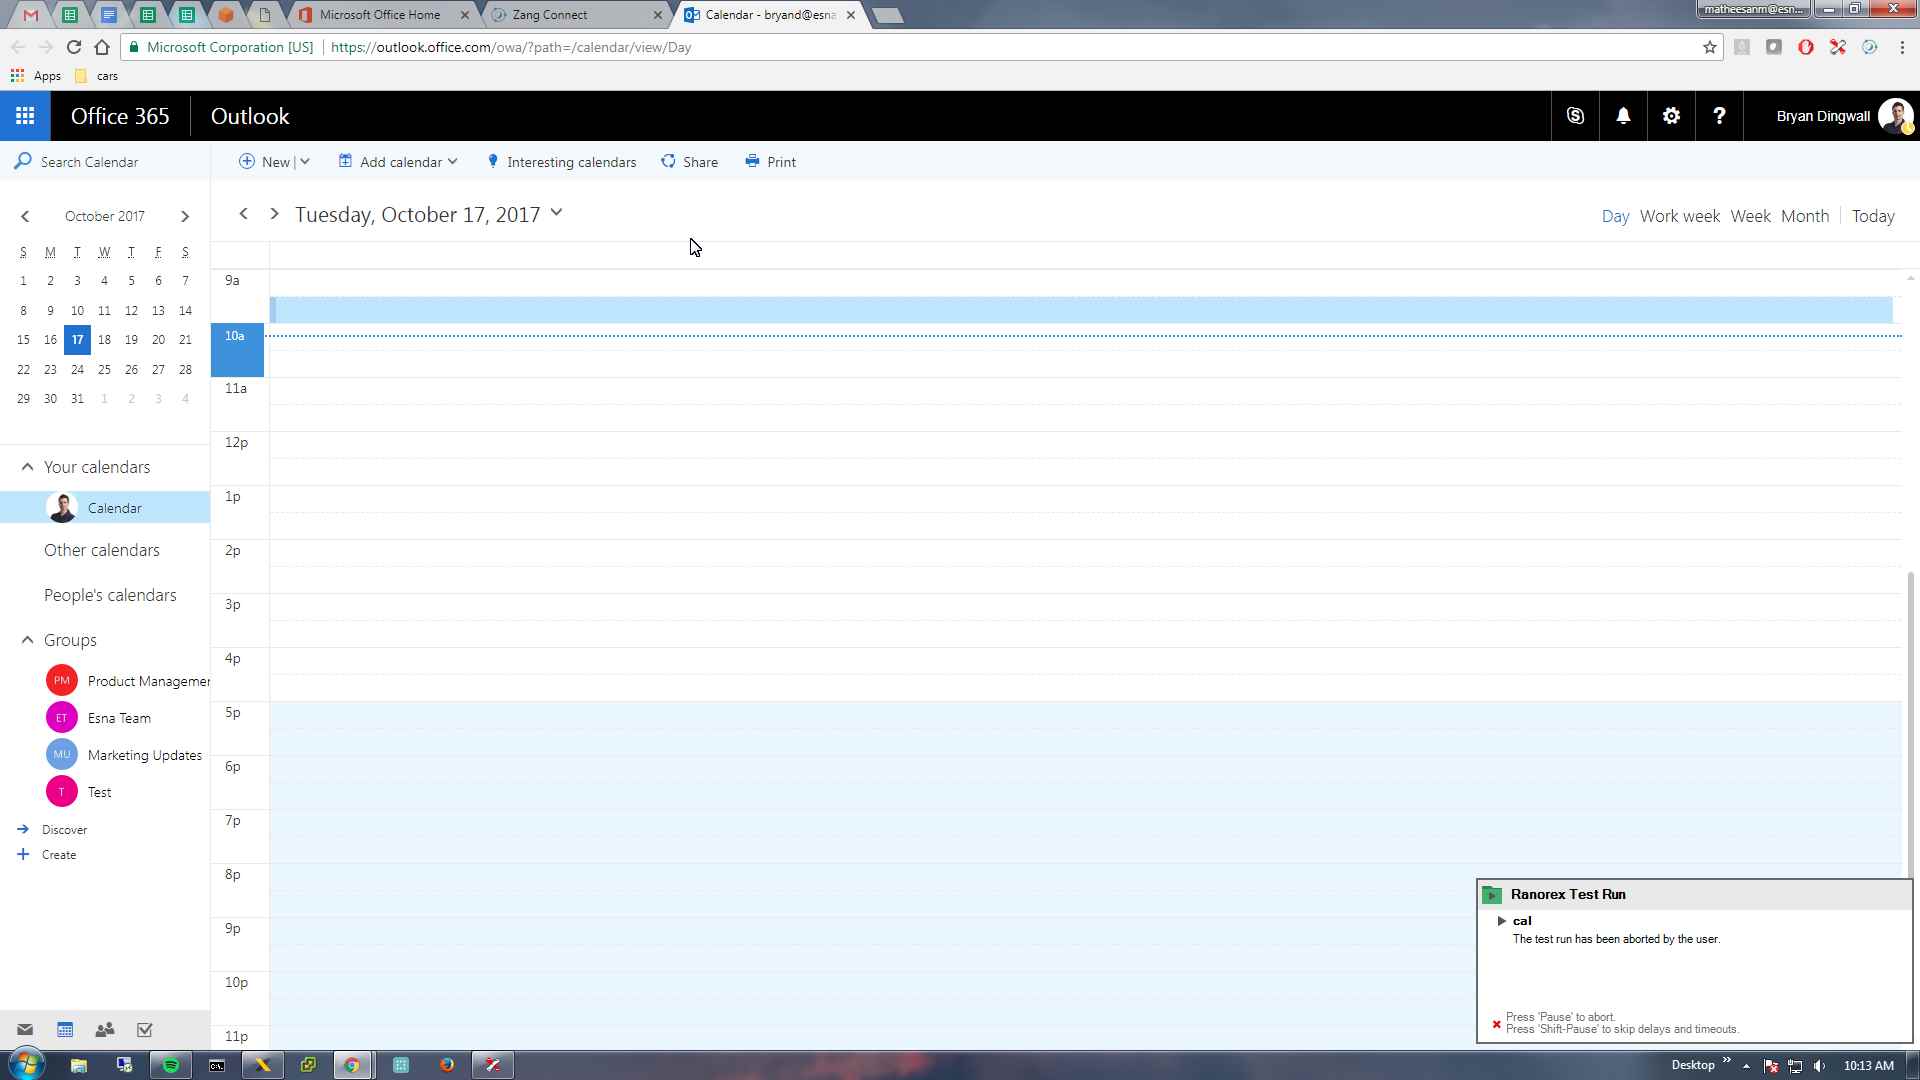 Microsoft Office Home
Zang Connect
Calendar - bryand@esna
matheesanm@esn...
Microsoft Corporation [US]
https://outlook.office.com/owa/?path=/calendar/view/Day
Apps
cars
Office 365
Outlook
Bryan Dingwall
Search Calendar
New
Add calendar
Interesting calendars
Share
Print
October 2017
Tuesday, October 17, 2017
Day
Work week
Week
Month
Today
S M T W T F S
1 2 3 4 5 6 7
8 9 10 11 12 13 14
15 16 17 18 19 20 21
22 23 24 25 26 27 28
29 30 31 1 2 3 4
Your calendars
Calendar
Other calendars
People's calendars
Groups
PM Product Managemer
ET Esna Team
MU Marketing Updates
T Test
Discover
Create
9a
10a
11a
12p
1p
2p
3p
4p
5p
6p
7p
8p
9p
10p
11p
Ranorex Test Run
cal
The test run has been aborted by the user.
Press 'Pause' to abort.
Press 'Shift-Pause' to skip delays and timeouts.
Desktop
10:13 AM